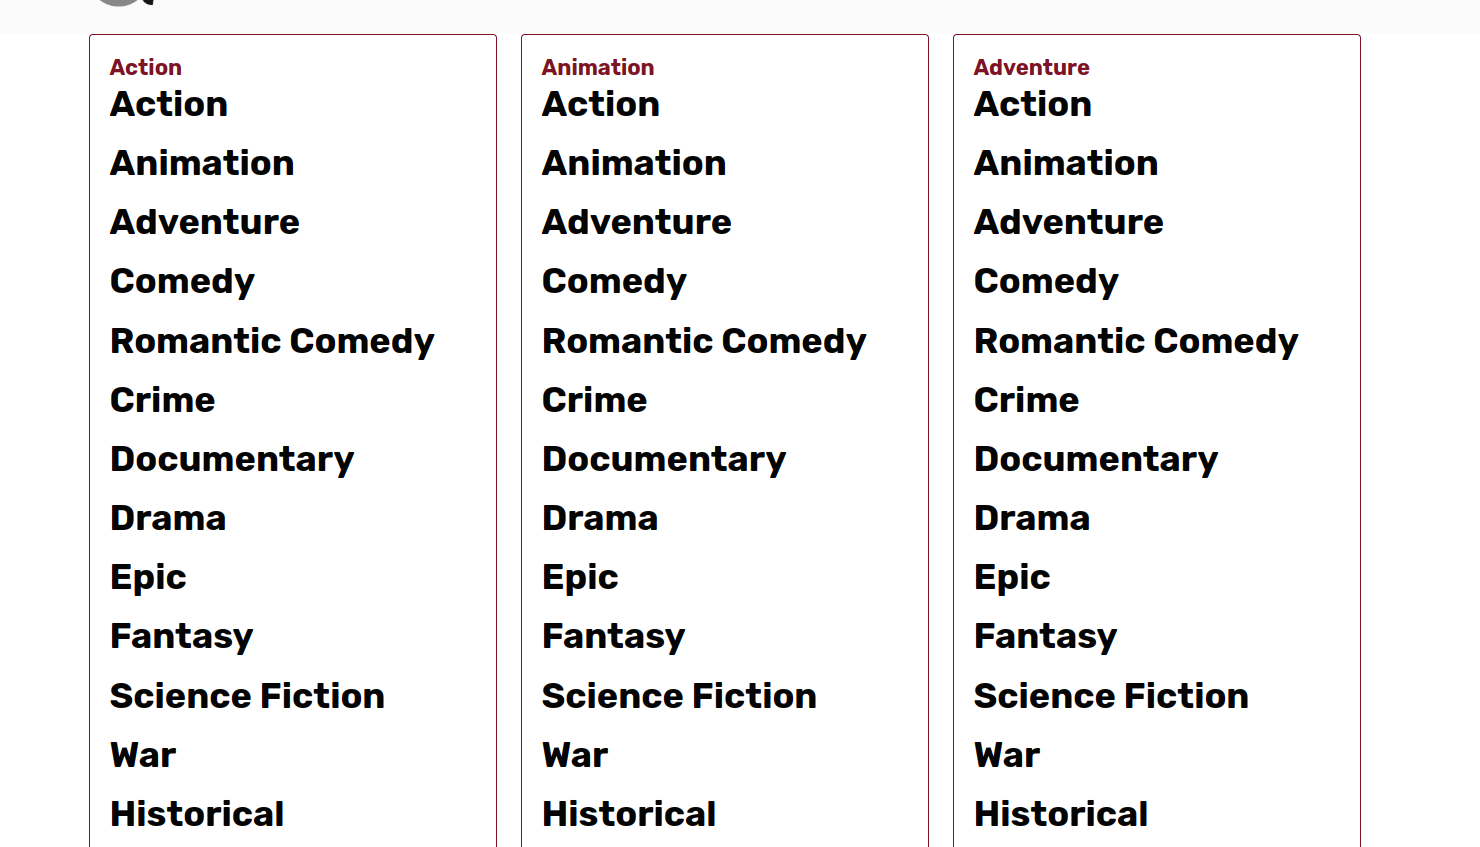 Action
Action
Animation
Adventure
Comedy
Romantic Comedy
Crime
Documentary
Drama
Epic
Fantasy
Science Fiction
War
Historical
Animation
Action
Animation
Adventure
Comedy
Romantic Comedy
Crime
Documentary
Drama
Epic
Fantasy
Science Fiction
War
Historical
Adventure
Action
Animation
Adventure
Comedy
Romantic Comedy
Crime
Documentary
Drama
Epic
Fantasy
Science Fiction
War
Historical